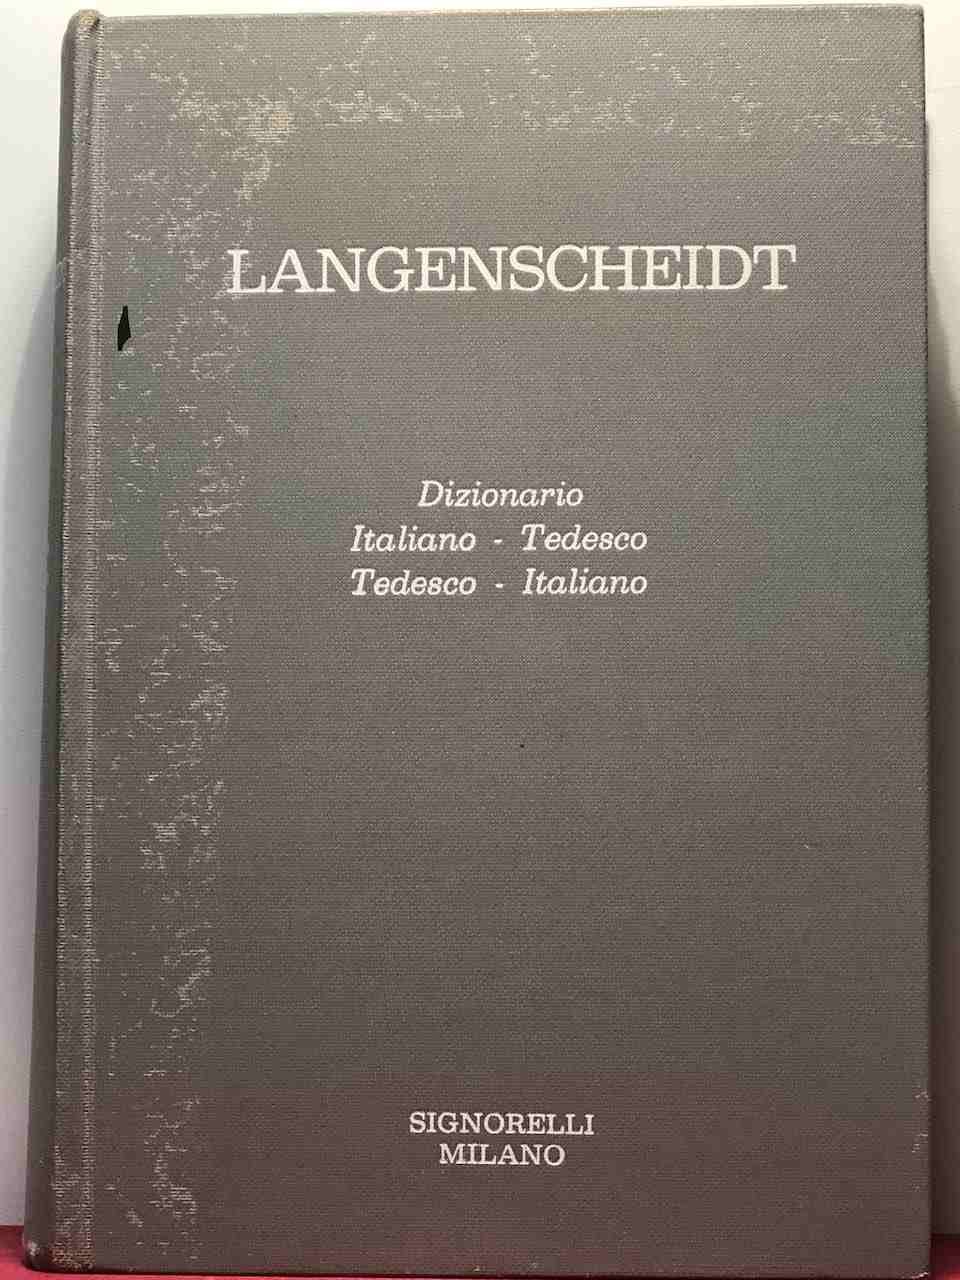 LANGENSCHEIDT
Dizionario
Italiano - Tedesco
Tedesco - Italiano
SIGNORELLI
MILANO